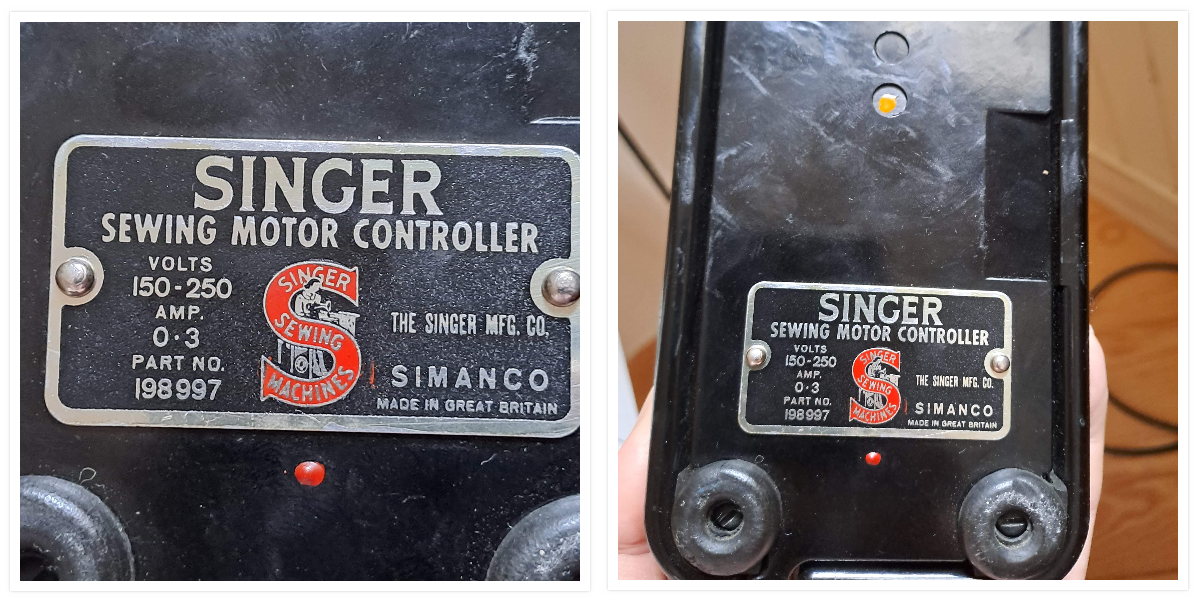 SINGER
SEWING MOTOR CONTROLLER
VOLTS
150-250
AMP.
0·3
PART NO.
198997
SINGER
SEWING
MACHINES
THE SINGER MFG. CO.
SIMANCO
MADE IN GREAT BRITAIN
SINGER
SEWING MOTOR CONTROLLER
VOLTS
150-250
AMP.
0·3
PART NO.
198997
SINGER
SEWING
MACHINES
THE SINGER MFG. CO.
SIMANCO
MADE IN GREAT BRITAIN